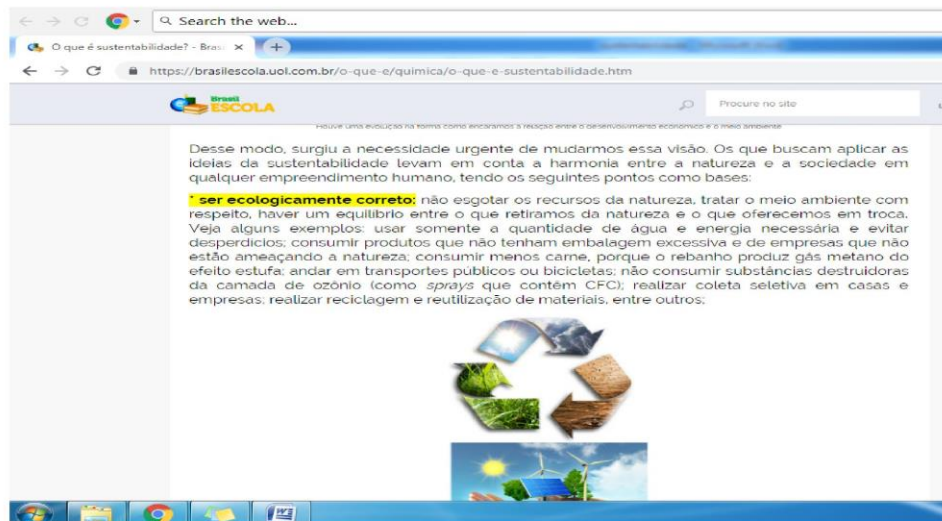 Search the web...
O que é sustentabilidade? - Bras
https://brasilescola.uol.com.br/o-que-e/quimica/o-que-e-sustentabilidade.htm
Brasil
ESCOLA
Procure no site
Houve uma evolução na forma como encaramos a relação entre o desenvolvimento econômico e o meio ambiente
Desse modo, surgiu a necessidade urgente de mudarmos essa visão. Os que buscam aplicar as
ideias da sustentabilidade levam em conta a harmonia entre a natureza e a sociedade em
qualquer empreendimento humano, tendo os seguintes pontos como bases:
* ser ecologicamente correto: não esgotar os recursos da natureza, tratar o meio ambiente com
respeito, haver um equilíbrio entre o que retiramos da natureza e o que oferecemos em troca.
Veja alguns exemplos: usar somente a quantidade de água e energia necessária e evitar
desperdícios; consumir produtos que não tenham embalagem excessiva e de empresas que não
estão ameaçando a natureza; consumir menos carne, porque o rebanho produz gás metano do
efeito estufa; andar em transportes públicos ou bicicletas; não consumir substâncias destruidoras
da camada de ozônio (como sprays que contêm CFC); realizar coleta seletiva em casas e
empresas; realizar reciclagem e reutilização de materiais, entre outros;